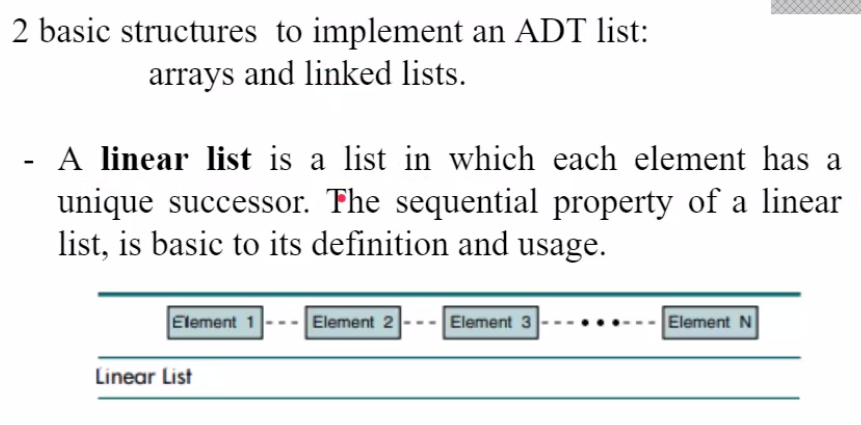 2 basic structures to implement an ADT list:
arrays and linked lists.
- A linear list is a list in which each element has a
unique successor. The sequential property of a linear
list, is basic to its definition and usage.
Element 1 Element 2 Element 3 Element N
Linear List